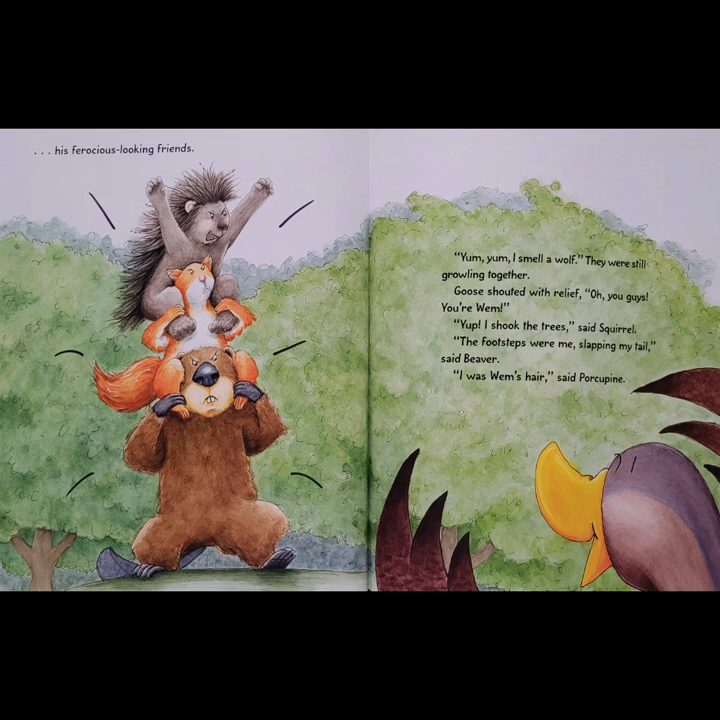 . . . his ferocious-looking friends.
“Yum, yum, I smell a wolf.” They were still
growling together.
Goose shouted with relief, “Oh, you guys!
You’re Wem!”
“Yup! I shook the trees,” said Squirrel.
“The footsteps were me, slapping my tail,”
said Beaver.
“I was Wem’s hair,” said Porcupine.